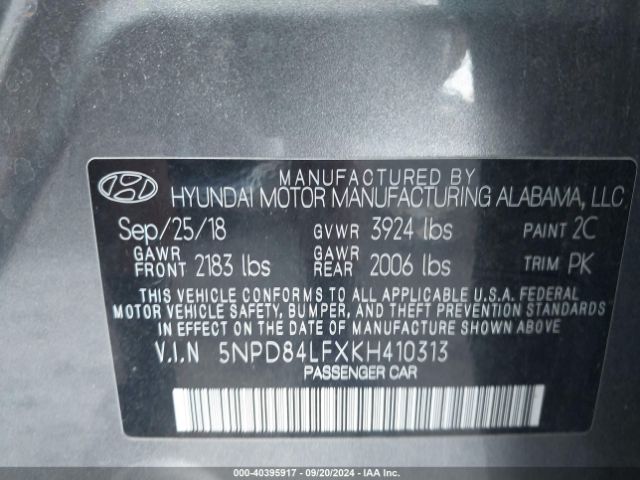 MANUFACTURED BY
HYUNDAI MOTOR MANUFACTURING ALABAMA, LLC
Sep/25/18 GVWR 3924 lbs PAINT 2C
GAWR FRONT 2183 lbs GAWR REAR 2006 lbs TRIM PK
THIS VEHICLE CONFORMS TO ALL APPLICABLE U.S.A. FEDERAL
MOTOR VEHICLE SAFETY, BUMPER, AND THEFT PREVENTION STANDARDS
IN EFFECT ON THE DATE OF MANUFACTURE SHOWN ABOVE.
V.I.N 5NPD84LFXKH410313
PASSENGER CAR
000-40395917 - 09/20/2024 - IAA Inc.